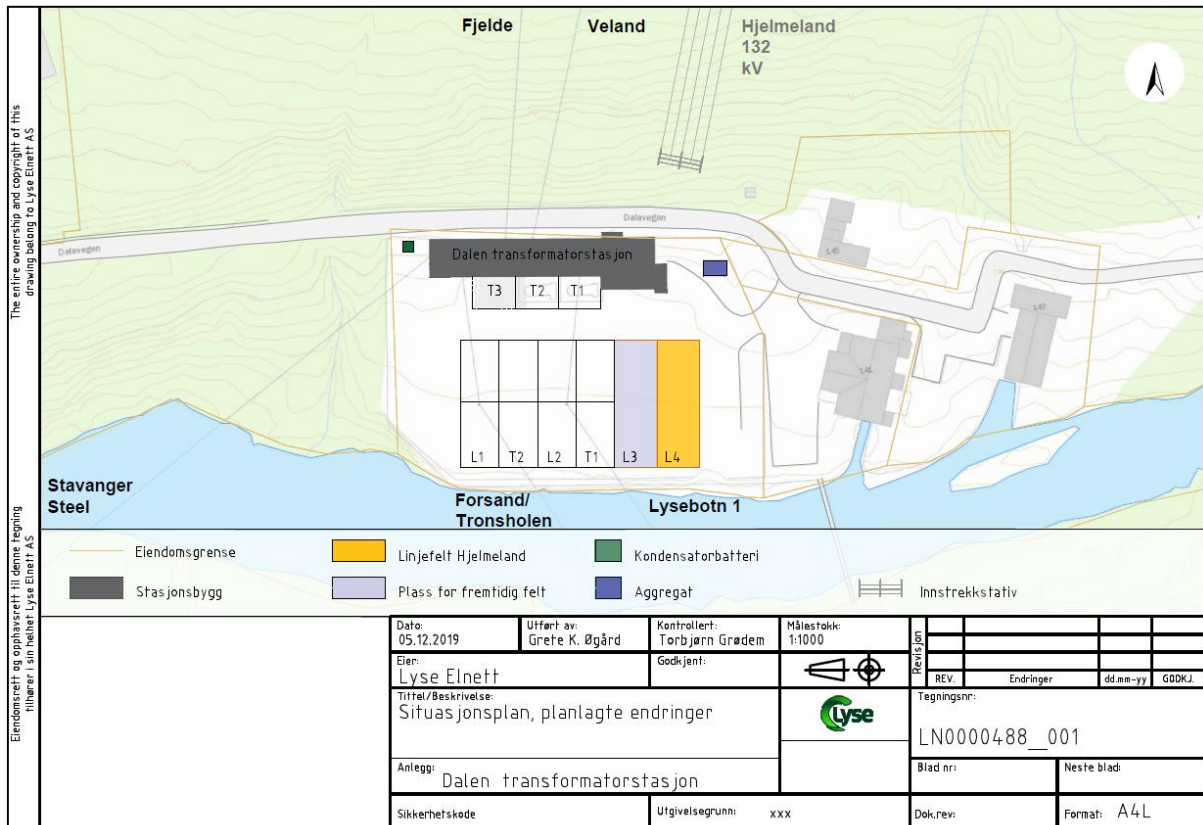 The entire ownership and copyright of this
drawing belong to Lyse Elnett AS
Eiendomsrett og opphavsrett til denne tegning
tilhører i sin helhet Lyse Elnett AS
Fjelde
Veland
Hjelmeland
132
kV
Dalavegen
Dalavegen
Dalen transformatorstasjon
T3
T2
T1
L1
T2
L2
T1
L3
L4
Stavanger
Steel
Forsand/
Tronsholen
Lysebotn 1
Eiendomsgrense
Linjefelt Hjelmeland
Kondensatorbatteri
Stasjonsbygg
Plass for fremtidig felt
Aggregat
Innstrekkstativ
Dato:
05.12.2019
Utført av:
Grete K. Øgård
Kontrollert:
Torbjørn Grødem
Målestokk:
1:1000
Revisjon
REV.
Endringer
dd.mm-yy
GODKJ.
Eier:
Lyse Elnett
Godkjent:
Tittel/Beskrivelse:
Situasjonsplan, planlagte endringer
Lyse
Tegningsnr:
LN0000488_001
Anlegg:
Dalen transformatorstasjon
Blad nr:
Neste blad:
Sikkerhetskode
Utgivelsegrunn: xxx
Dok.rev:
Format: A4L